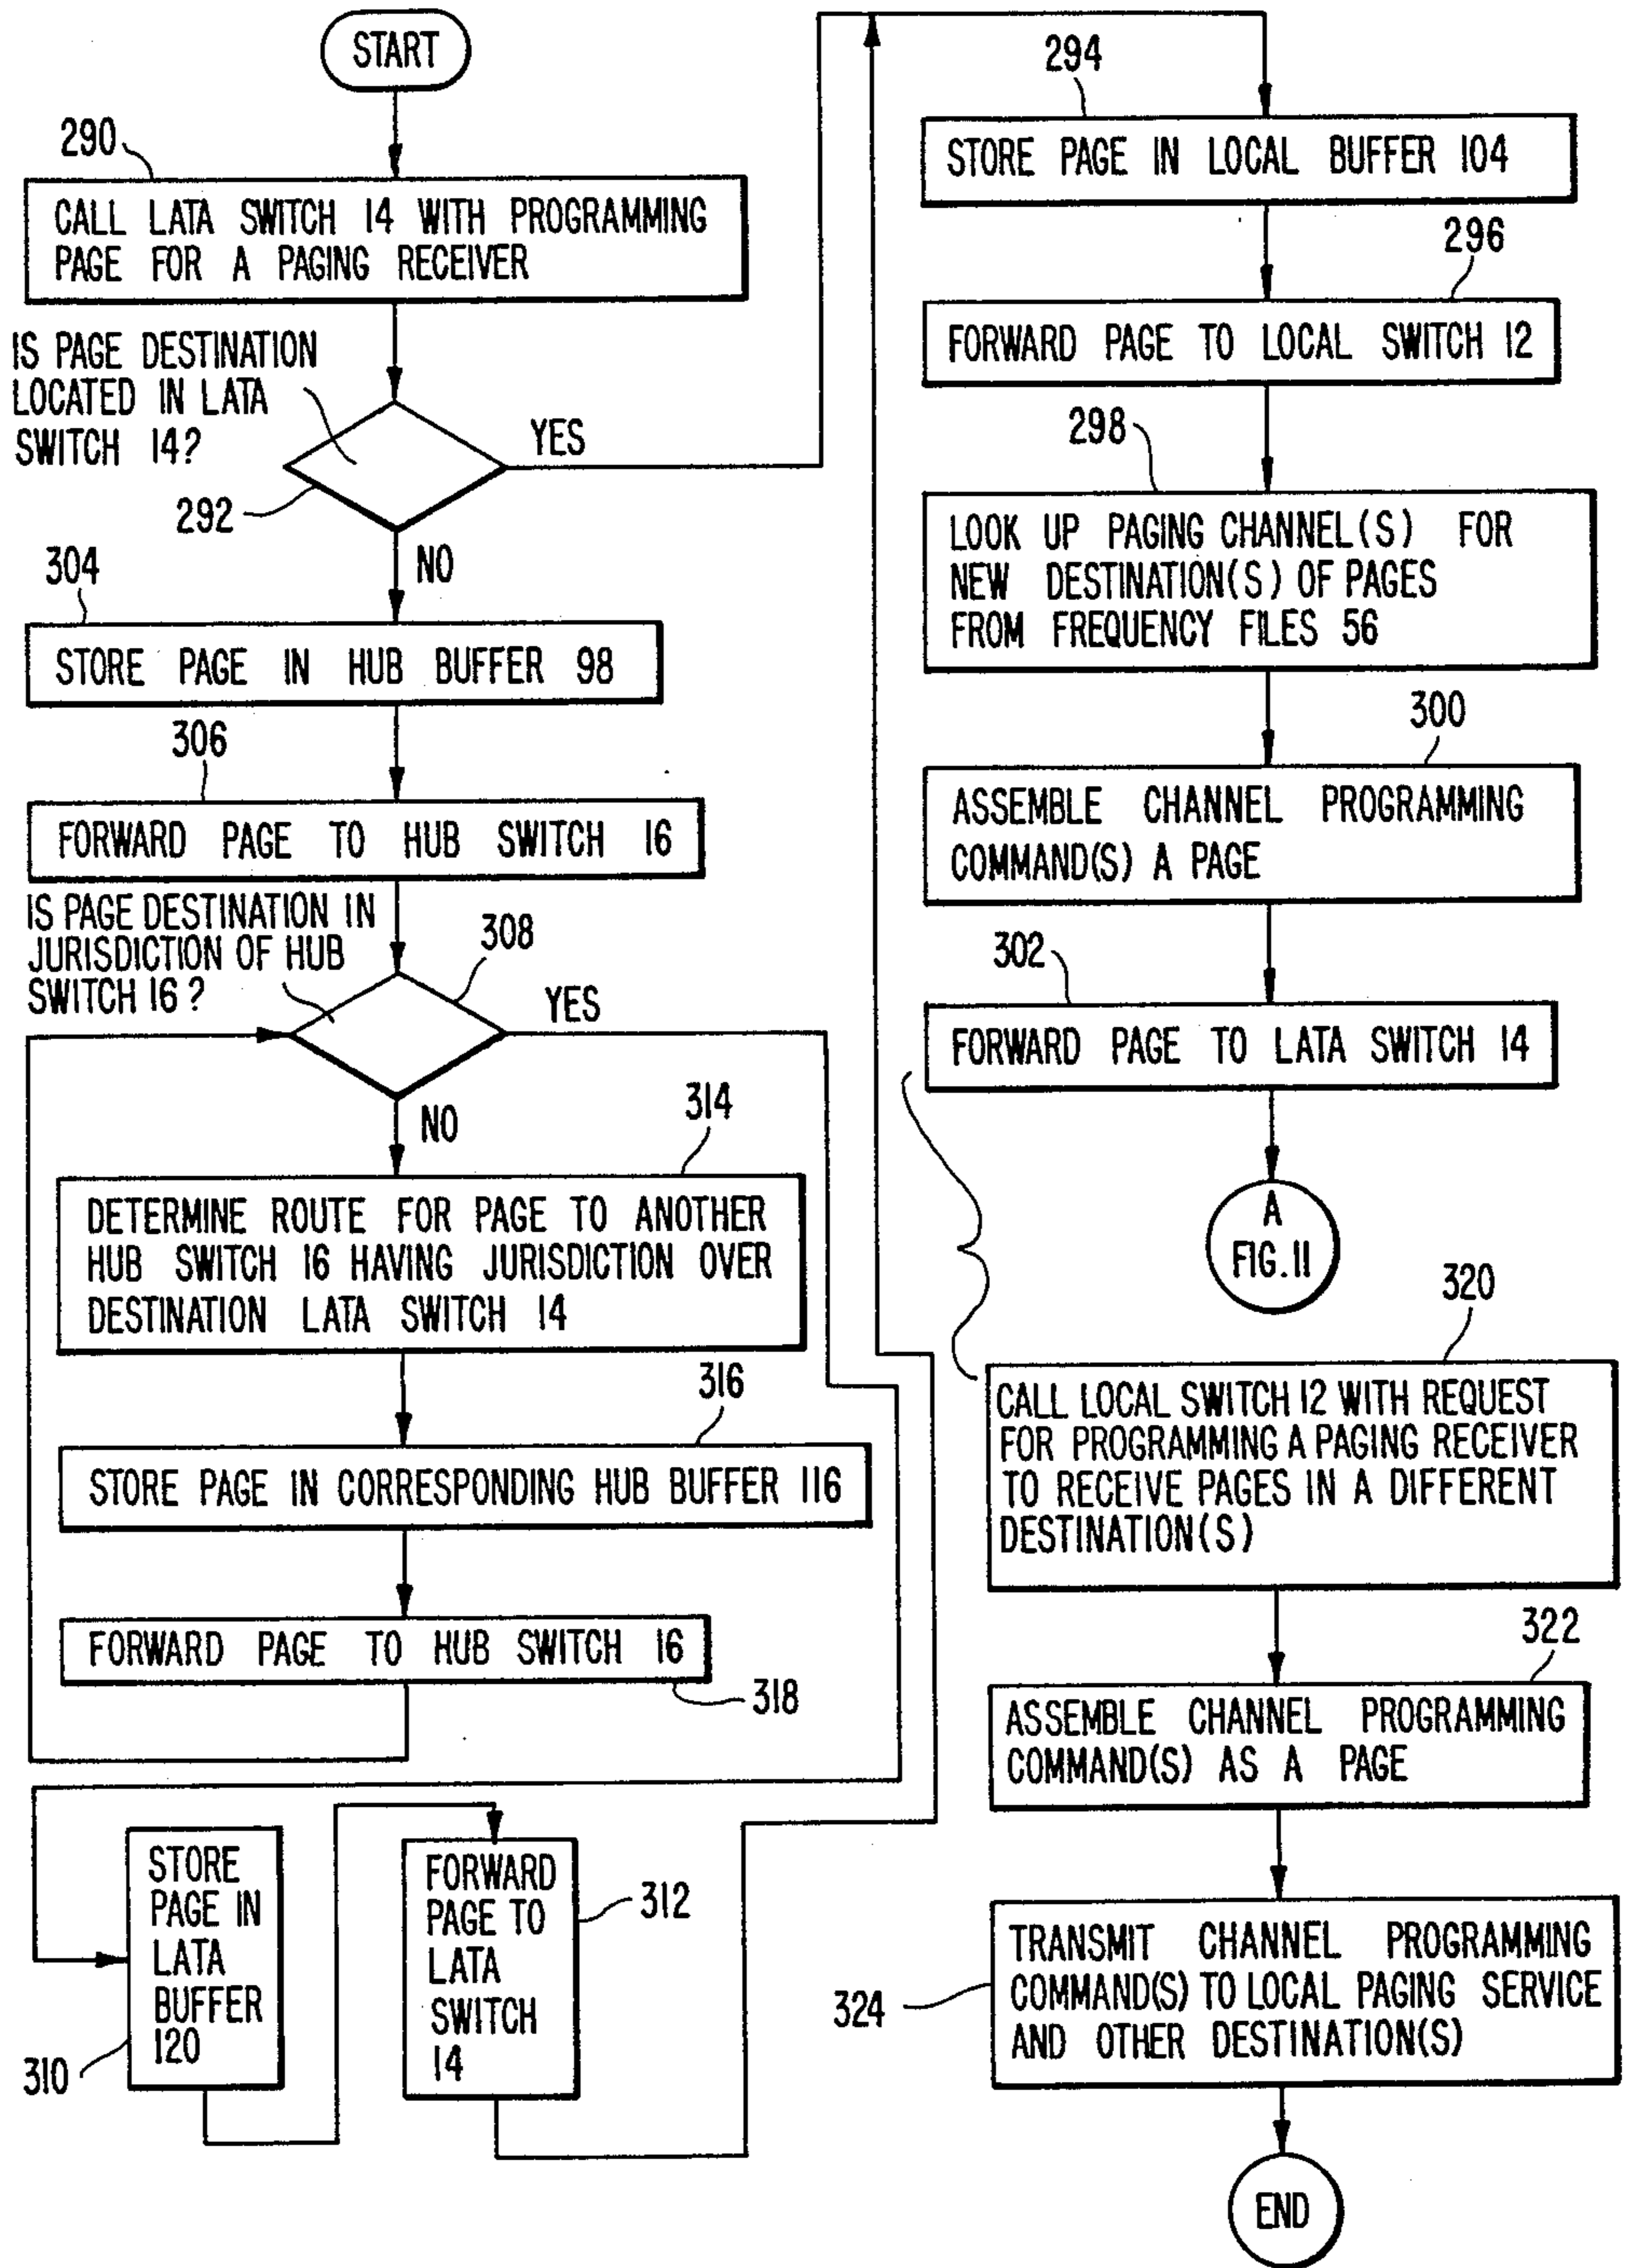 START
290
CALL LATA SWITCH 14 WITH PROGRAMMING
PAGE FOR A PAGING RECEIVER
IS PAGE DESTINATION
LOCATED IN LATA
SWITCH 14?
YES
292
NO
304
STORE PAGE IN HUB BUFFER 98
306
FORWARD PAGE TO HUB SWITCH 16
IS PAGE DESTINATION IN
JURISDICTION OF HUB
SWITCH 16?
308
YES
NO
314
DETERMINE ROUTE FOR PAGE TO ANOTHER
HUB SWITCH 16 HAVING JURISDICTION OVER
DESTINATION LATA SWITCH 14
316
STORE PAGE IN CORRESPONDING HUB BUFFER 116
FORWARD PAGE TO HUB SWITCH 16
318
STORE
PAGE IN
LATA
BUFFER
120
310
FORWARD
PAGE TO
LATA
SWITCH
14
312
294
STORE PAGE IN LOCAL BUFFER 104
296
FORWARD PAGE TO LOCAL SWITCH 12
298
LOOK UP PAGING CHANNEL(S) FOR
NEW DESTINATION(S) OF PAGES
FROM FREQUENCY FILES 56
300
ASSEMBLE CHANNEL PROGRAMMING
COMMAND(S) A PAGE
302
FORWARD PAGE TO LATA SWITCH 14
A
FIG. 11
320
CALL LOCAL SWITCH 12 WITH REQUEST
FOR PROGRAMMING A PAGING RECEIVER
TO RECEIVE PAGES IN A DIFFERENT
DESTINATION(S)
322
ASSEMBLE CHANNEL PROGRAMMING
COMMAND(S) AS A PAGE
TRANSMIT CHANNEL PROGRAMMING
COMMAND(S) TO LOCAL PAGING SERVICE
AND OTHER DESTINATION(S)
324
END